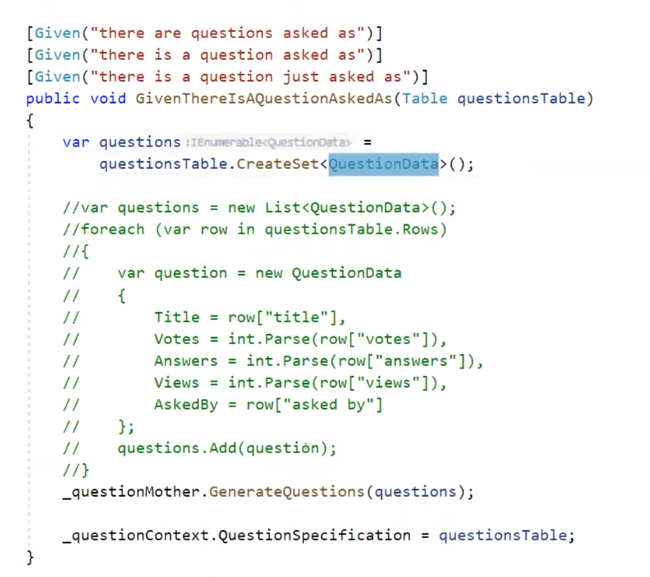 [Given("there are questions asked as")]
[Given("there is a question asked as")]
[Given("there is a question just asked as")]
public void GivenThereIsAQuestionAskedAs(Table questionsTable)
{
    var questions :IEnumerable<QuestionData> =
        questionsTable.CreateSet<QuestionData>();

    //var questions = new List<QuestionData>();
    //foreach (var row in questionsTable.Rows)
    //{
    //    var question = new QuestionData
    //    {
    //        Title = row["title"],
    //        Votes = int.Parse(row["votes"]),
    //        Answers = int.Parse(row["answers"]),
    //        Views = int.Parse(row["views"]),
    //        AskedBy = row["asked by"]
    //    };
    //    questions.Add(question);
    //}
    _questionMother.GenerateQuestions(questions);

    _questionContext.QuestionSpecification = questionsTable;
}